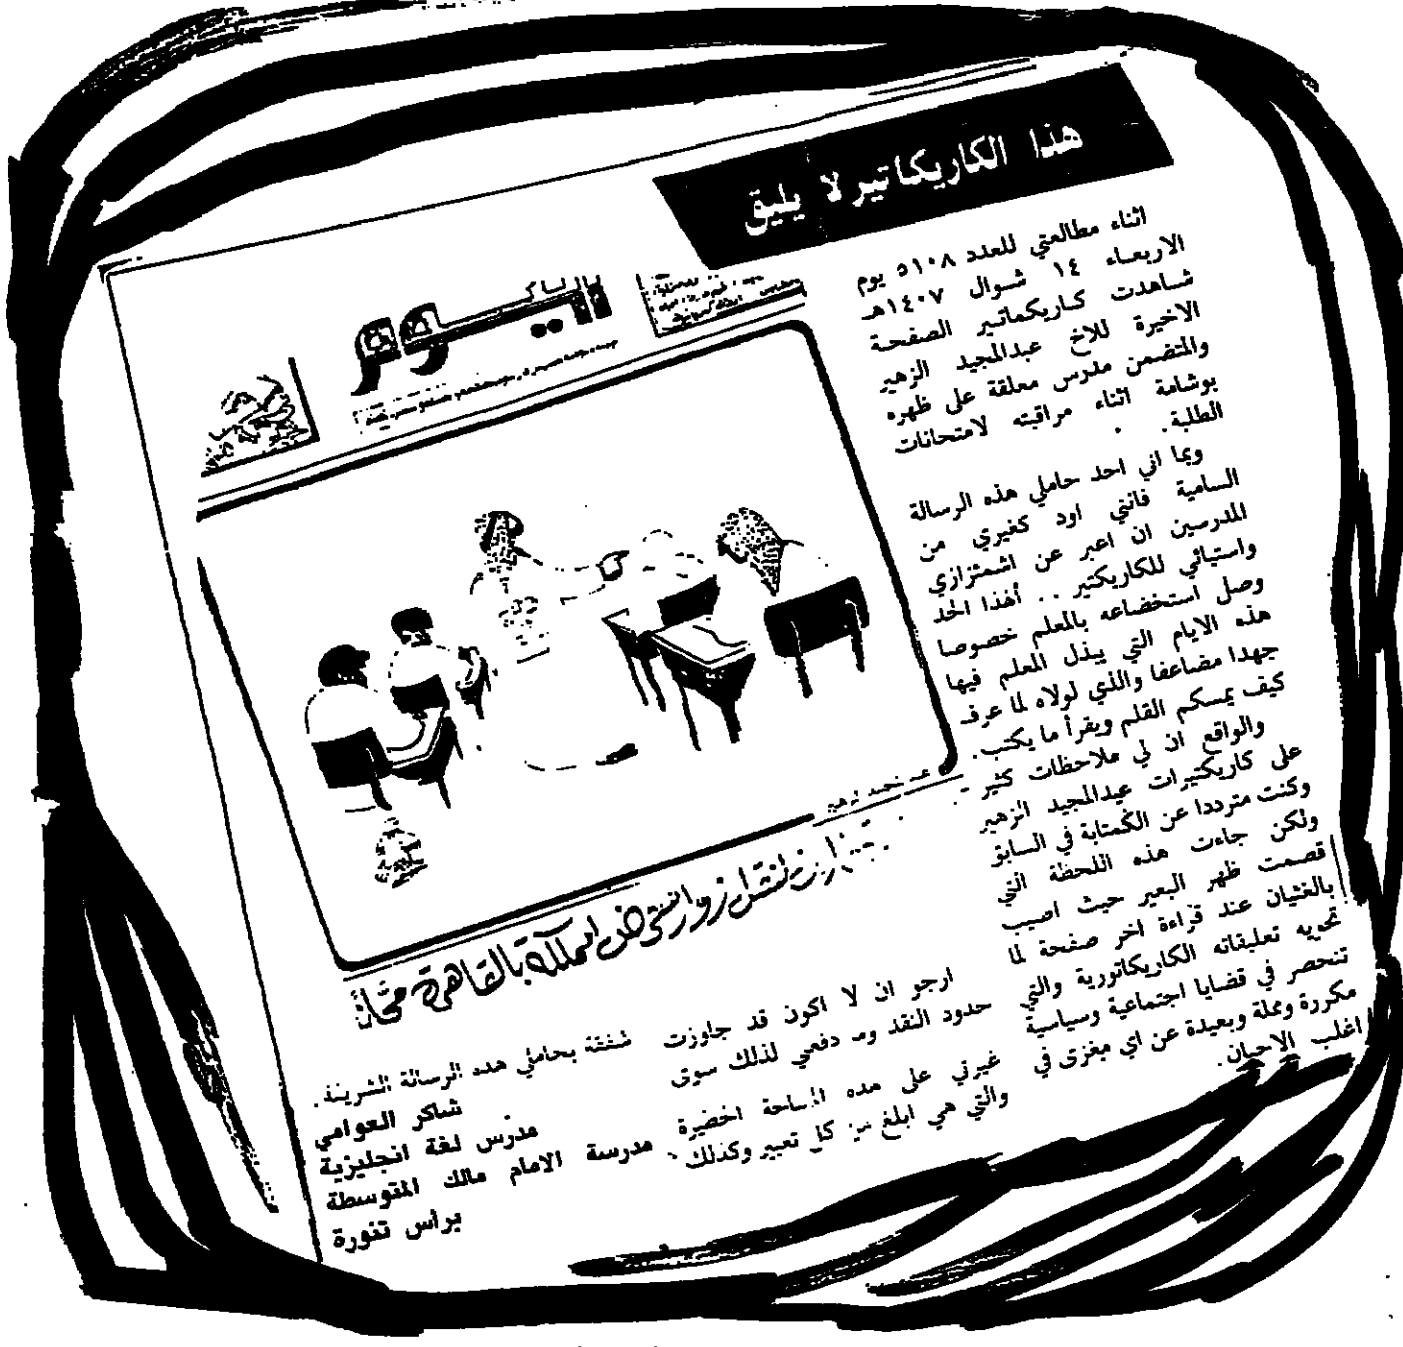 هذا الكاريكاتير لا يليق
اثناء مطالعتي للعدد ٥١٠٨ يوم
الاربعاء ١٤ شوال ١٤٠٧هـ
شاهدت كاريكماتير الصفحة
الاخيرة للاخ عبدالمجيد الزهير
والمتضمن مدرس معلقة على ظهره
بوشامة اثناء مراقبته لامتحانات
الطلبة.
وبما اني احد حاملي هذه الرسالة
السامية فانني اود كغيري من
المدرسين ان اعبر عن اشمئزازي
واستيائي للكاريكتير .. أهذا الحد
وصل استخضاعه بالمعلم خصوصا
هذه الايام التي يبذل المعلم فيها
جهدا مضاعفا والذي لولاه لما عرف
كيف يمسكم القلم ويقرأ ما يكتب.
والواقع ان لي ملاحظات كثير
على كاريكتيرات عبدالمجيد الزهير
وكنت مترددا عن الكمتابة في السابق
ولكن جاءت هذه اللحظة التي
قصمت ظهر البعير حيث اصيب
بالغثيان عند قراءة اخر صفحة لما
تحويه تعليقاته الكاريكاتورية والتي
تنحصر في قضايا اجتماعية وسياسية
مكررة ومملة وبعيدة عن اي مغزى في
اغلب الاحيان.
ارجو ان لا اكون قد جاوزت
حدود النقد وما دفعني لذلك سوى
غيرتي على هذه المساحة الخضيرة
والتي هي ابلغ من كل تعبير وكذلك
شفقة بحاملي هذه الرسالة الشريفة.
شاكر العوامي
مدرس لغة انجليزية
مدرسة الامام مالك المتوسطة
برأس تنورة
اليوم